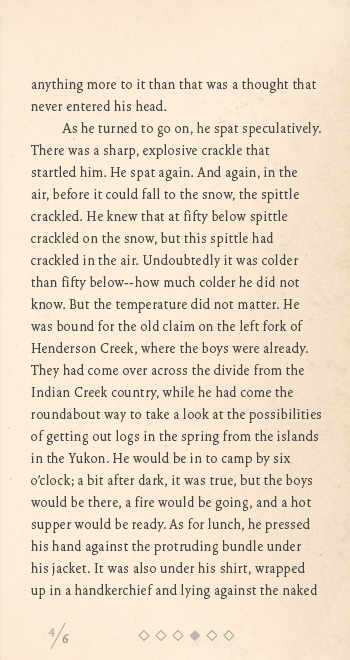 anything more to it than that was a thought that
never entered his head.
As he turned to go on, he spat speculatively.
There was a sharp, explosive crackle that
startled him. He spat again. And again, in the
air, before it could fall to the snow, the spittle
crackled. He knew that at fifty below spittle
crackled on the snow, but this spittle had
crackled in the air. Undoubtedly it was colder
than fifty below--how much colder he did not
know. But the temperature did not matter. He
was bound for the old claim on the left fork of
Henderson Creek, where the boys were already.
They had come over across the divide from the
Indian Creek country, while he had come the
roundabout way to take a look at the possibilities
of getting out logs in the spring from the islands
in the Yukon. He would be in to camp by six
o'clock; a bit after dark, it was true, but the boys
would be there, a fire would be going, and a hot
supper would be ready. As for lunch, he pressed
his hand against the protruding bundle under
his jacket. It was also under his shirt, wrapped
up in a handkerchief and lying against the naked
4/6